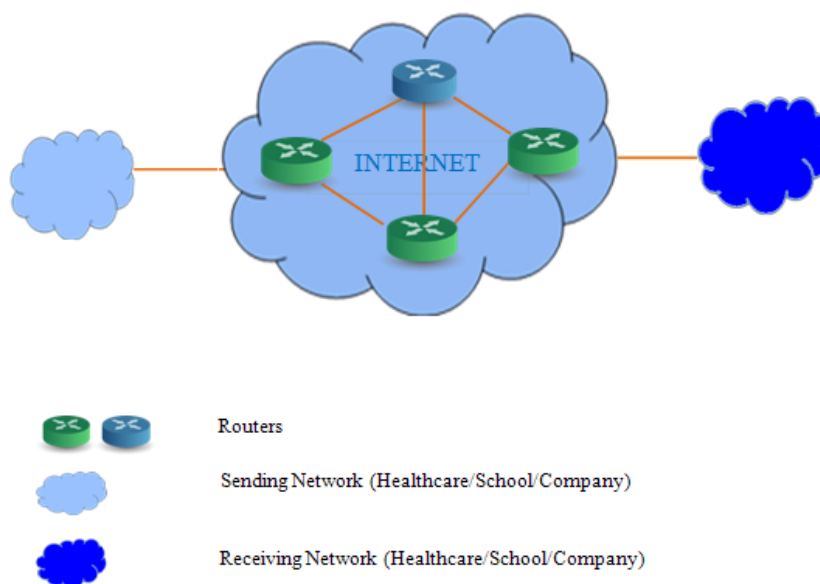 INTERNET
Routers
Sending Network (Healthcare/School/Company)
Receiving Network (Healthcare/School/Company)